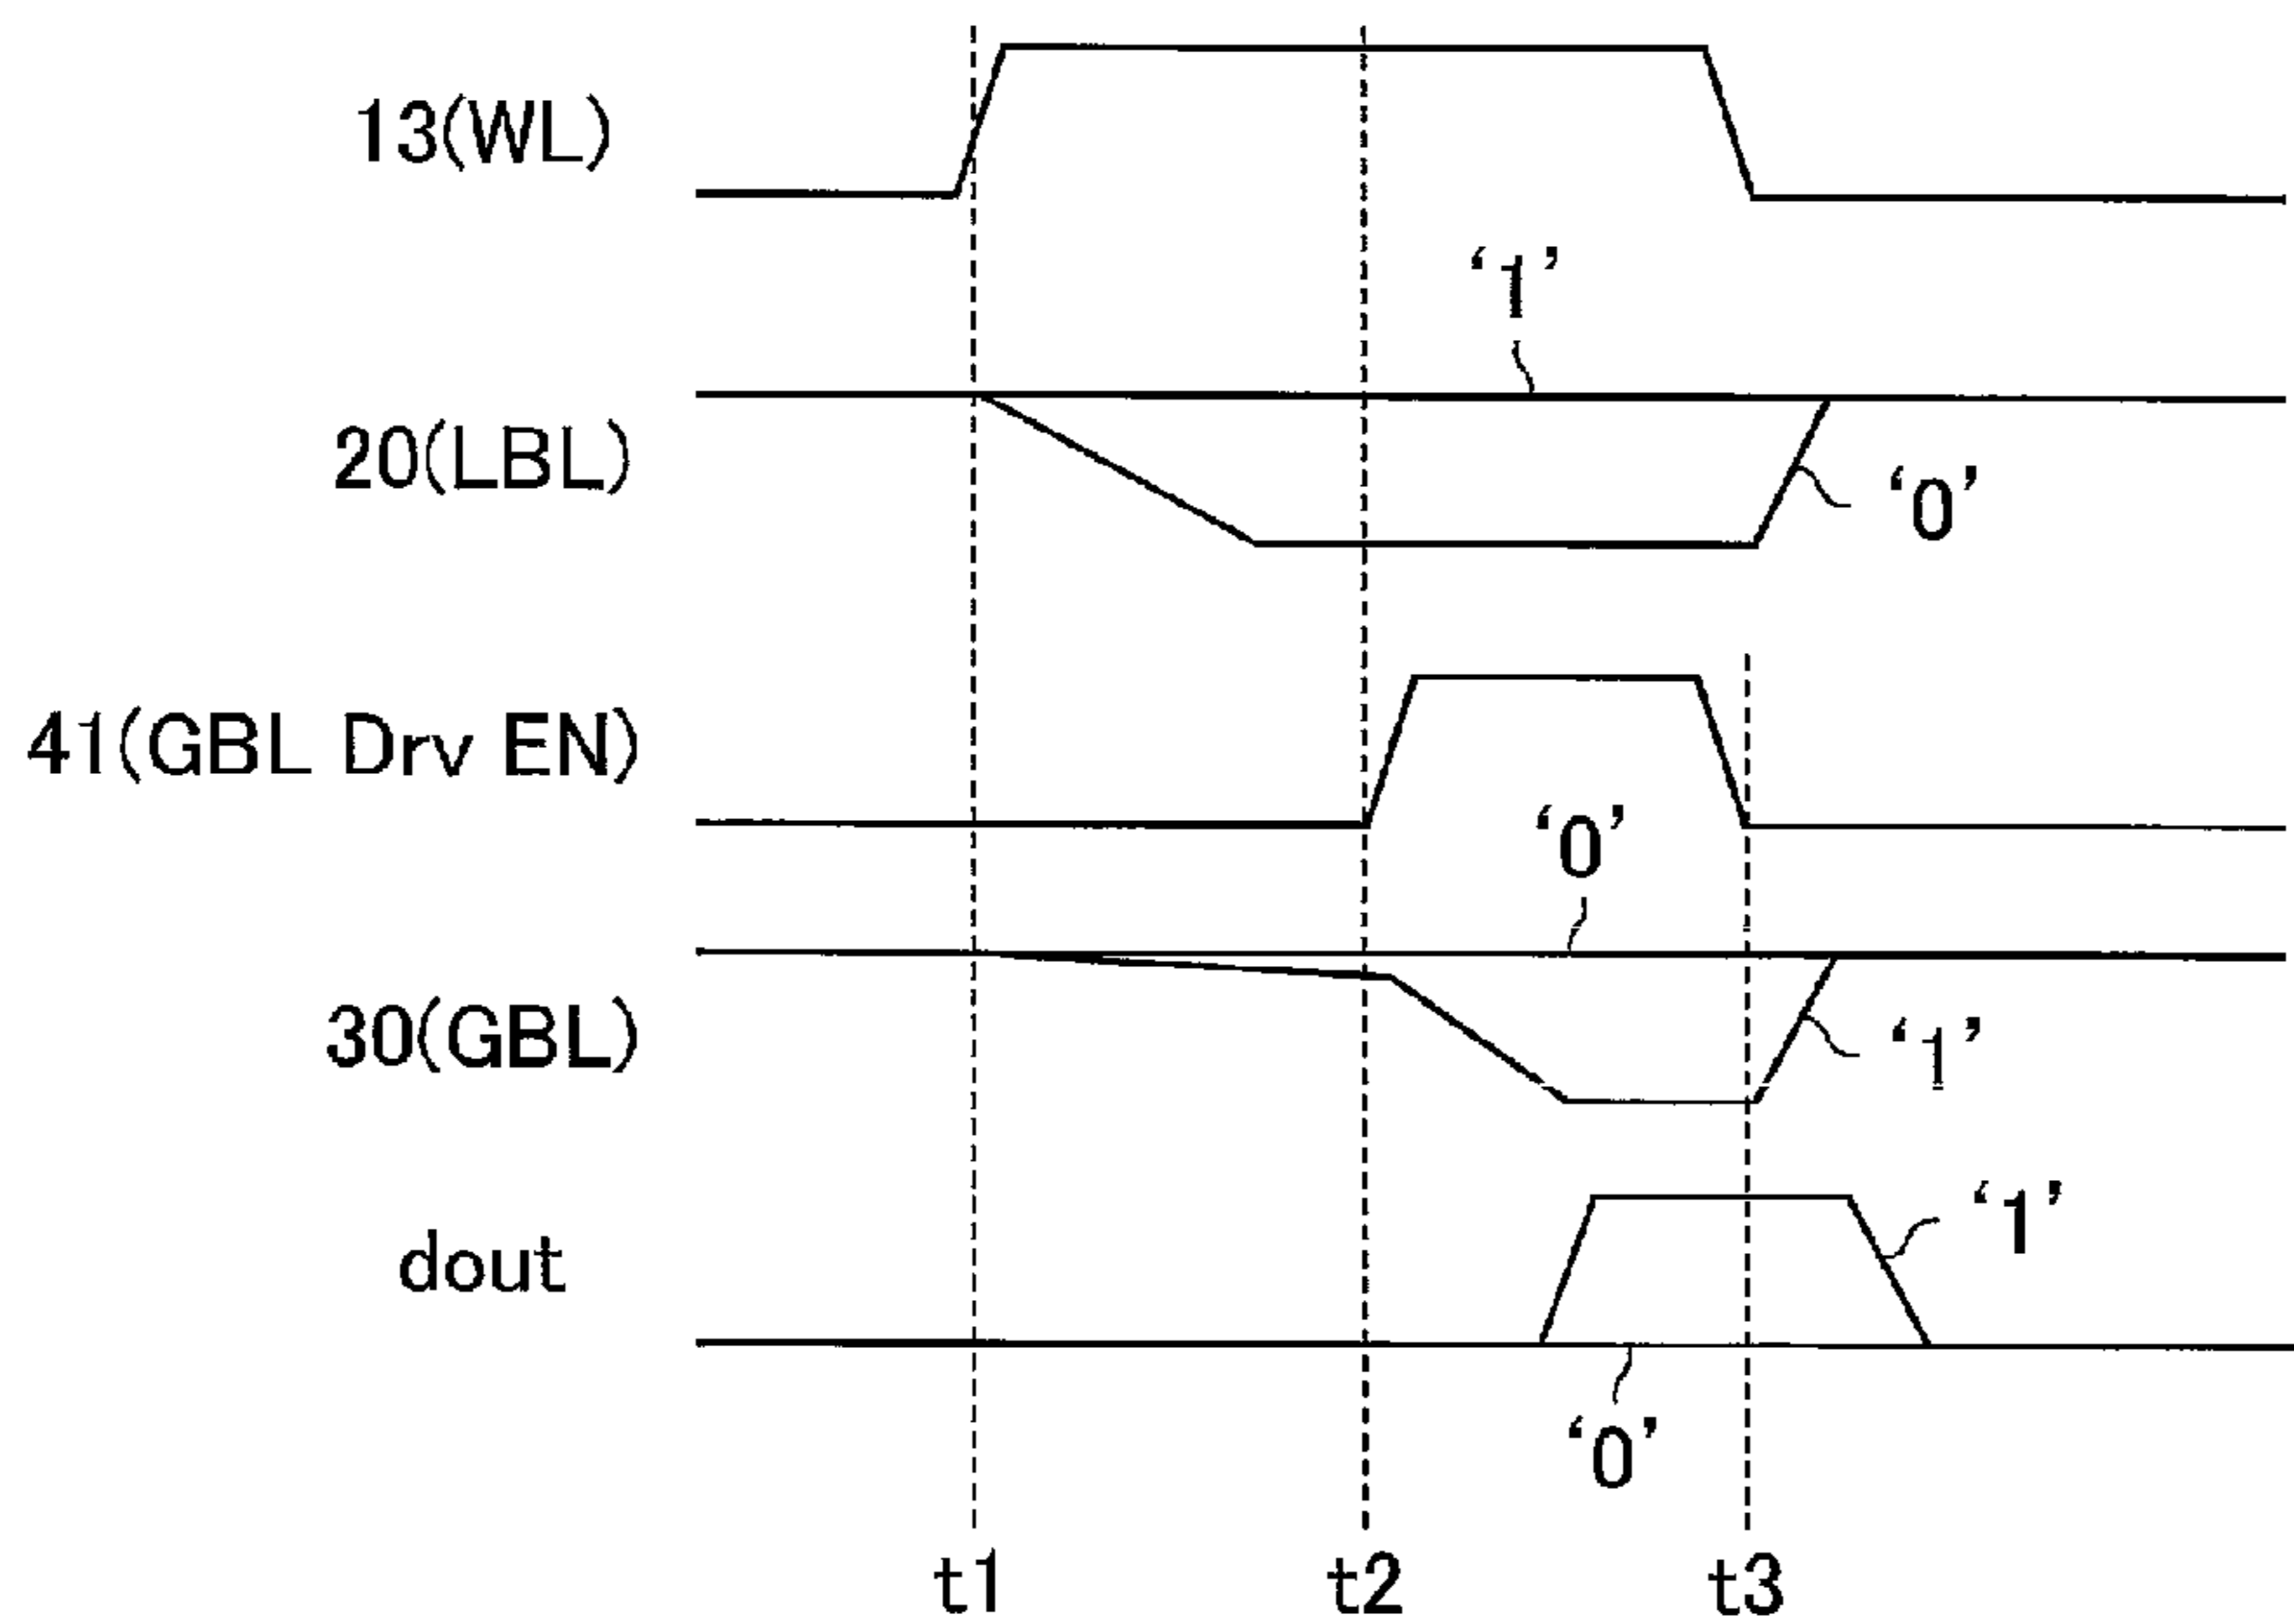 13(WL)
‘1’
20(LBL)
‘0’
41(GBL Drv EN)
‘0’
30(GBL)
‘1’
dout
‘1’
‘0’
t1 t2 t3